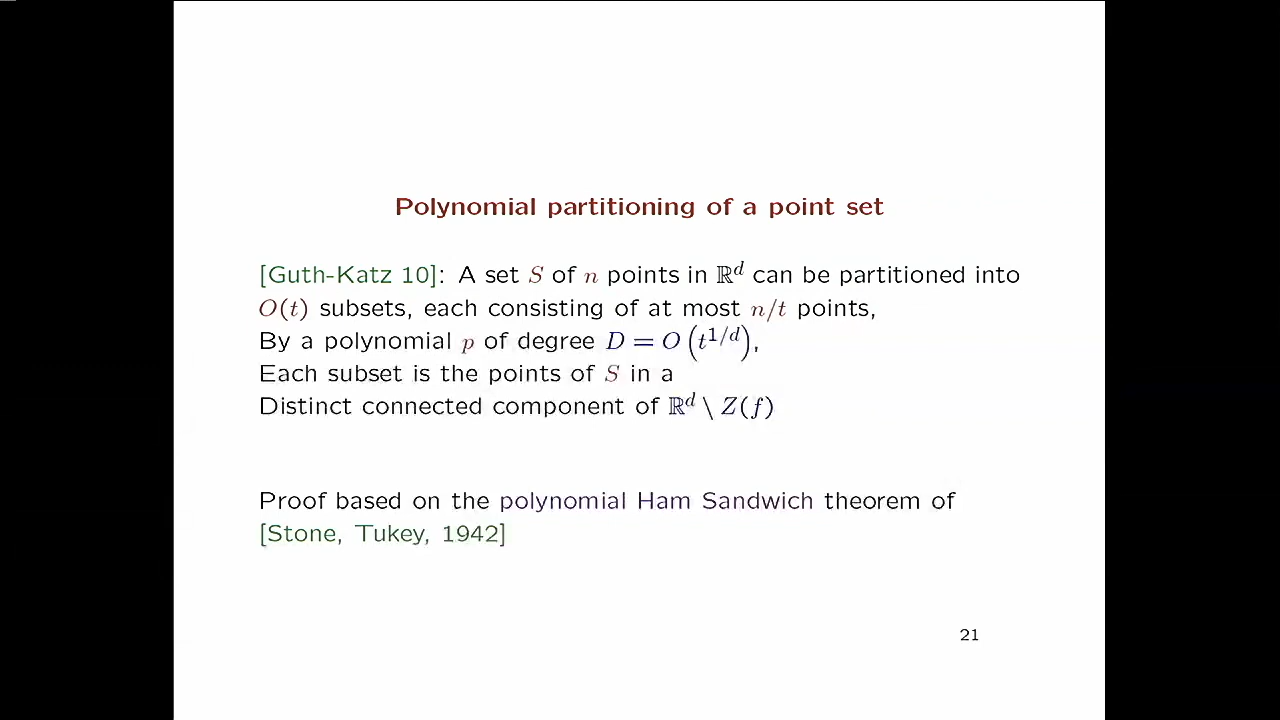 Polynomial partitioning of a point set
[Guth-Katz 10]: A set S of n points in ℝ^d can be partitioned into
O(t) subsets, each consisting of at most n/t points,
By a polynomial p of degree D = O(t^{1/d}),
Each subset is the points of S in a
Distinct connected component of ℝ^d \ Z(f)
Proof based on the polynomial Ham Sandwich theorem of
[Stone, Tukey, 1942]
21